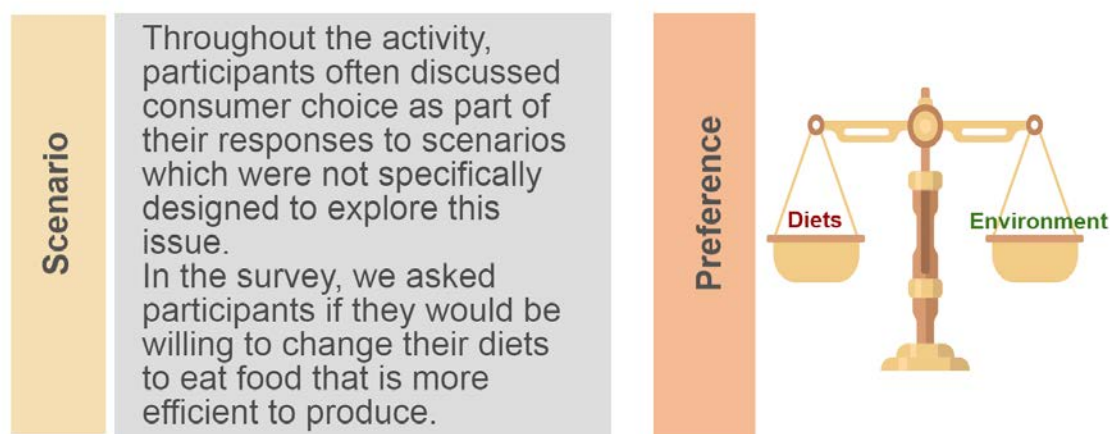 Scenario
Throughout the activity,
participants often discussed
consumer choice as part of
their responses to scenarios
which were not specifically
designed to explore this
issue.
In the survey, we asked
participants if they would be
willing to change their diets
to eat food that is more
efficient to produce.
Preference
Diets
Environment